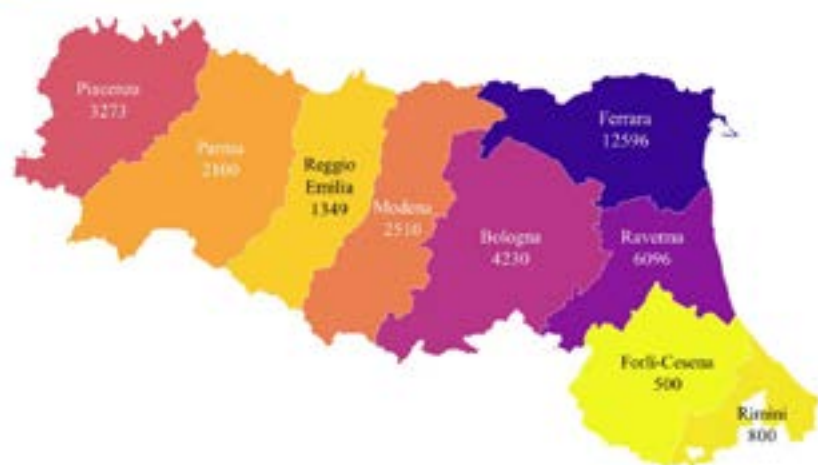 Piacenza
3273
Parma
2100
Reggio
Emilia
1349
Modena
2510
Bologna
4230
Ferrara
12596
Ravenna
6096
Forlì-Cesena
500
Rimini
800